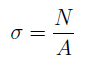 σ = N/A